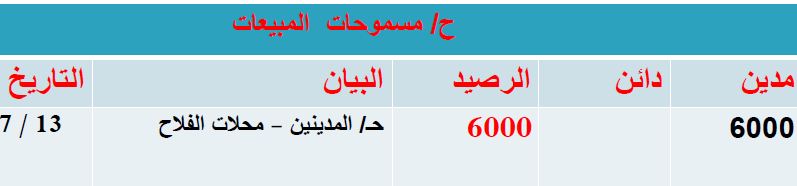 ح/ مسموحات المبيعات
مدين دائن الرصيد البيان التاريخ
6000 6000 حـ/ المدينين – محلات الفلاح 13 / 7